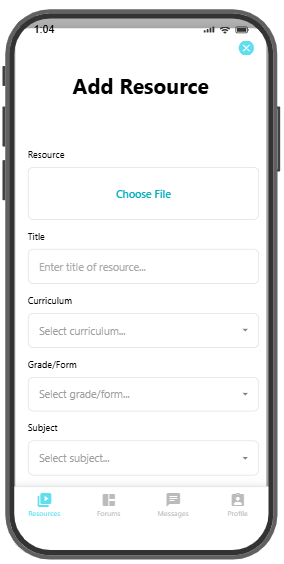 1:04
Add Resource
Resource
Choose File
Title
Enter title of resource...
Curriculum
Select curriculum...
Grade/Form
Select grade/form...
Subject
Select subject...
Resources Forums Messages Profile